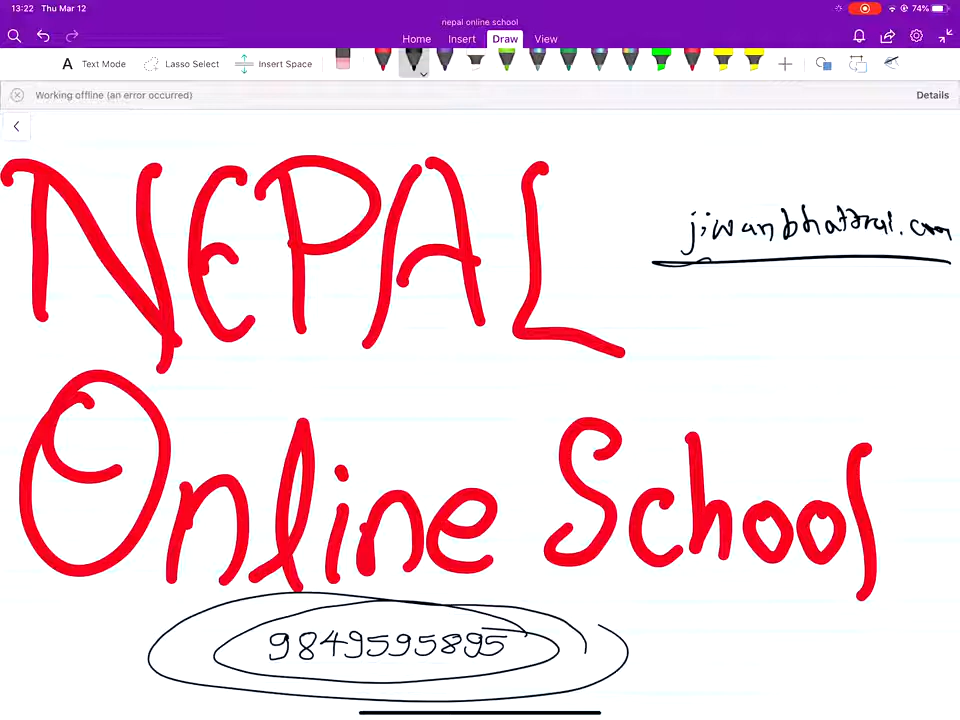 13:22 Thu Mar 12 74%
nepal online school
Home Insert Draw View
A Text Mode Lasso Select Insert Space
Working offline (an error occurred) Details
NEPAL
jiwanbhattarai.com
Online School
9849595895